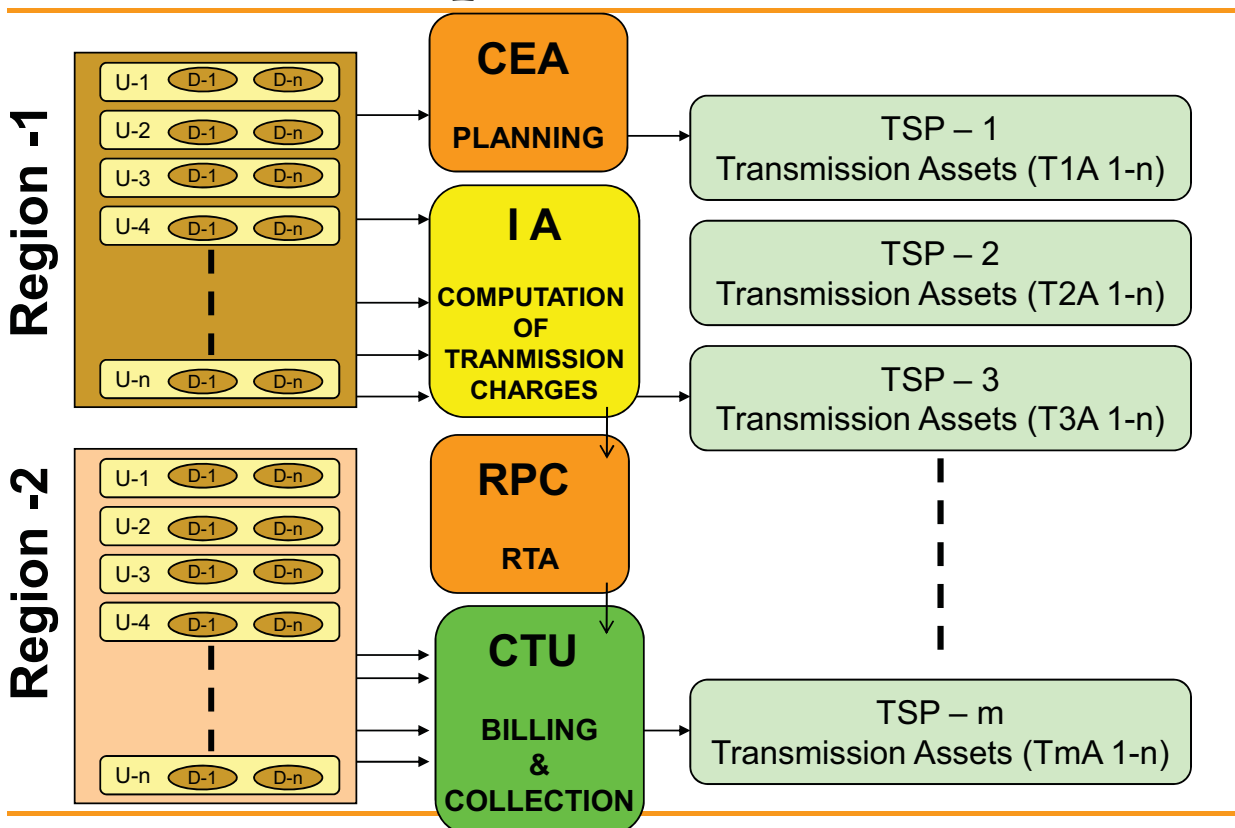 Region -1
U-1 D-1 D-n
U-2 D-1 D-n
U-3 D-1 D-n
U-4 D-1 D-n
U-n D-1 D-n
Region -2
U-1 D-1 D-n
U-2 D-1 D-n
U-3 D-1 D-n
U-4 D-1 D-n
U-n D-1 D-n
CEA
PLANNING
I A
COMPUTATION
OF
TRANMISSION
CHARGES
RPC
RTA
CTU
BILLING
&
COLLECTION
TSP – 1
Transmission Assets (T1A 1-n)
TSP – 2
Transmission Assets (T2A 1-n)
TSP – 3
Transmission Assets (T3A 1-n)
TSP – m
Transmission Assets (TmA 1-n)